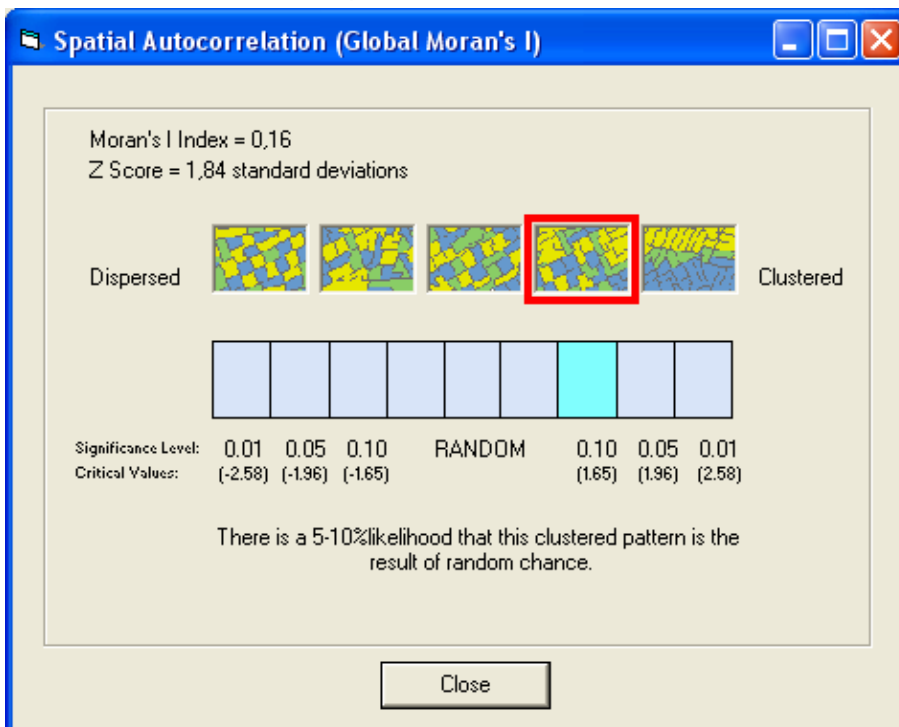 Spatial Autocorrelation (Global Moran's I)
Moran's I Index = 0,16
Z Score = 1,84 standard deviations
Dispersed
Clustered
Significance Level: 0.01 0.05 0.10 RANDOM 0.10 0.05 0.01
Critical Values: (-2.58) (-1.96) (-1.65) (1.65) (1.96) (2.58)
There is a 5-10%likelihood that this clustered pattern is the
result of random chance.
Close